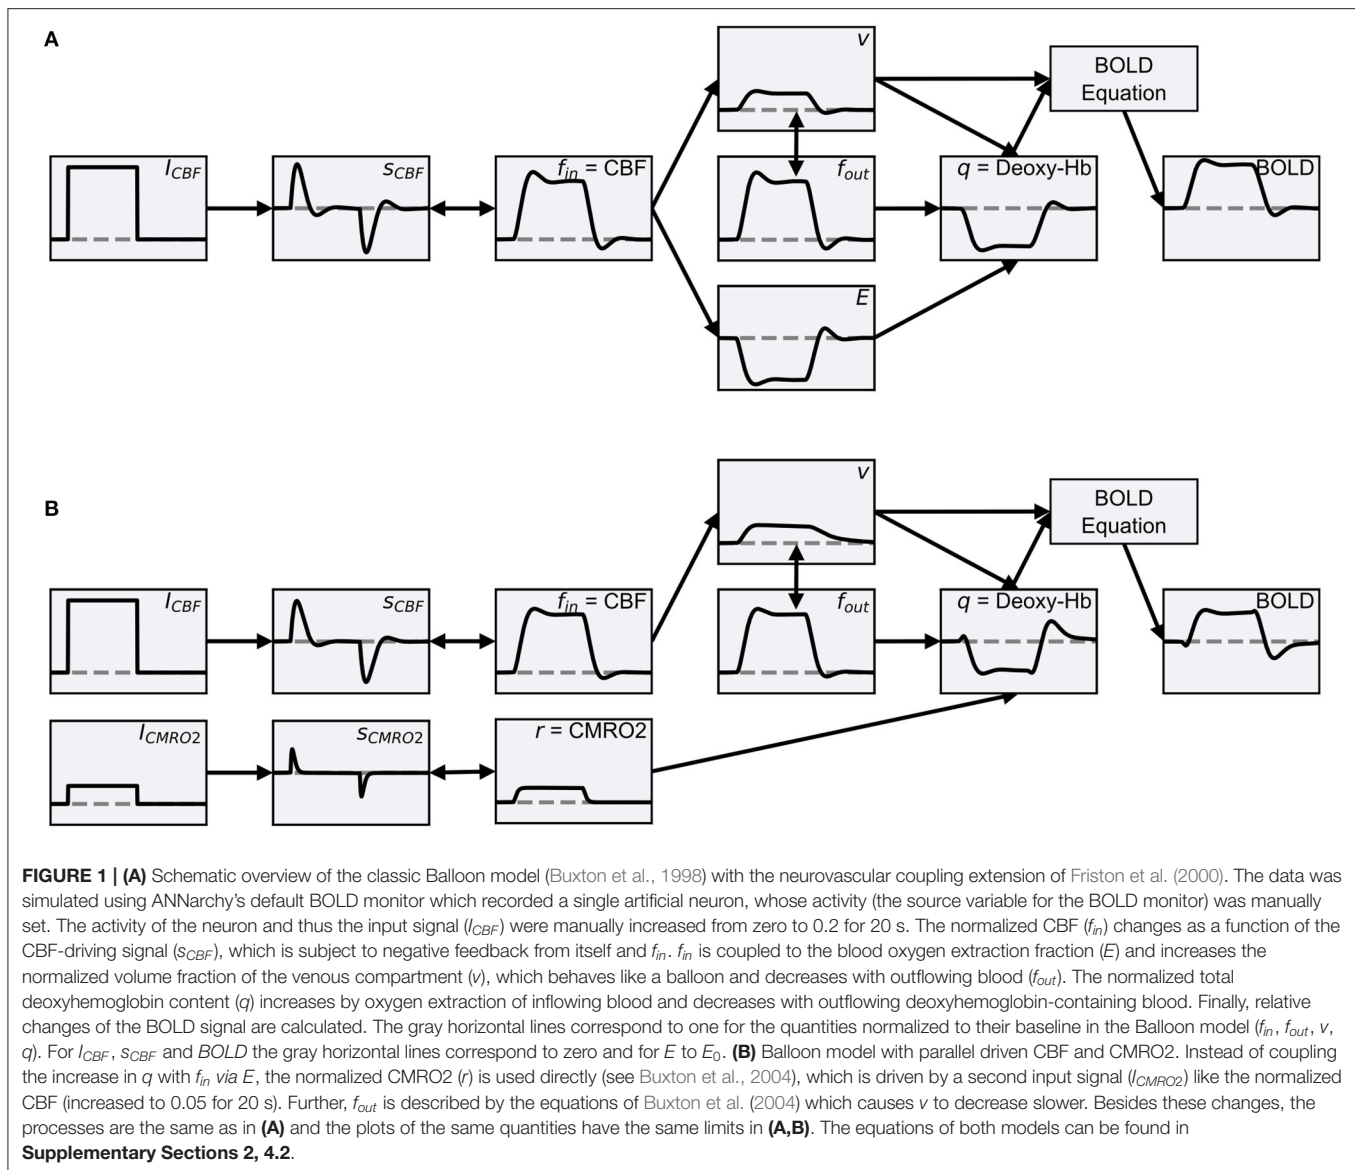 A
v
BOLD
Equation
I_CBF
s_CBF
f_in = CBF
f_out
q = Deoxy-Hb
BOLD
E
B
v
BOLD
Equation
I_CBF
s_CBF
f_in = CBF
f_out
q = Deoxy-Hb
BOLD
I_CMRO2
s_CMRO2
r = CMRO2
FIGURE 1 | (A) Schematic overview of the classic Balloon model (Buxton et al., 1998) with the neurovascular coupling extension of Friston et al. (2000). The data was
simulated using ANNarchy's default BOLD monitor which recorded a single artificial neuron, whose activity (the source variable for the BOLD monitor) was manually
set. The activity of the neuron and thus the input signal (I_CBF) were manually increased from zero to 0.2 for 20 s. The normalized CBF (f_in) changes as a function of the
CBF-driving signal (s_CBF), which is subject to negative feedback from itself and f_in. f_in is coupled to the blood oxygen extraction fraction (E) and increases the
normalized volume fraction of the venous compartment (v), which behaves like a balloon and decreases with outflowing blood (f_out). The normalized total
deoxyhemoglobin content (q) increases by oxygen extraction of inflowing blood and decreases with outflowing deoxyhemoglobin-containing blood. Finally, relative
changes of the BOLD signal are calculated. The gray horizontal lines correspond to one for the quantities normalized to their baseline in the Balloon model (f_in, f_out, v,
q). For I_CBF, s_CBF and BOLD the gray horizontal lines correspond to zero and for E to E_0. (B) Balloon model with parallel driven CBF and CMRO2. Instead of coupling
the increase in q with f_in via E, the normalized CMRO2 (r) is used directly (see Buxton et al., 2004), which is driven by a second input signal (I_CMRO2) like the normalized
CBF (increased to 0.05 for 20 s). Further, f_out is described by the equations of Buxton et al. (2004) which causes v to decrease slower. Besides these changes, the
processes are the same as in (A) and the plots of the same quantities have the same limits in (A,B). The equations of both models can be found in
Supplementary Sections 2, 4.2.